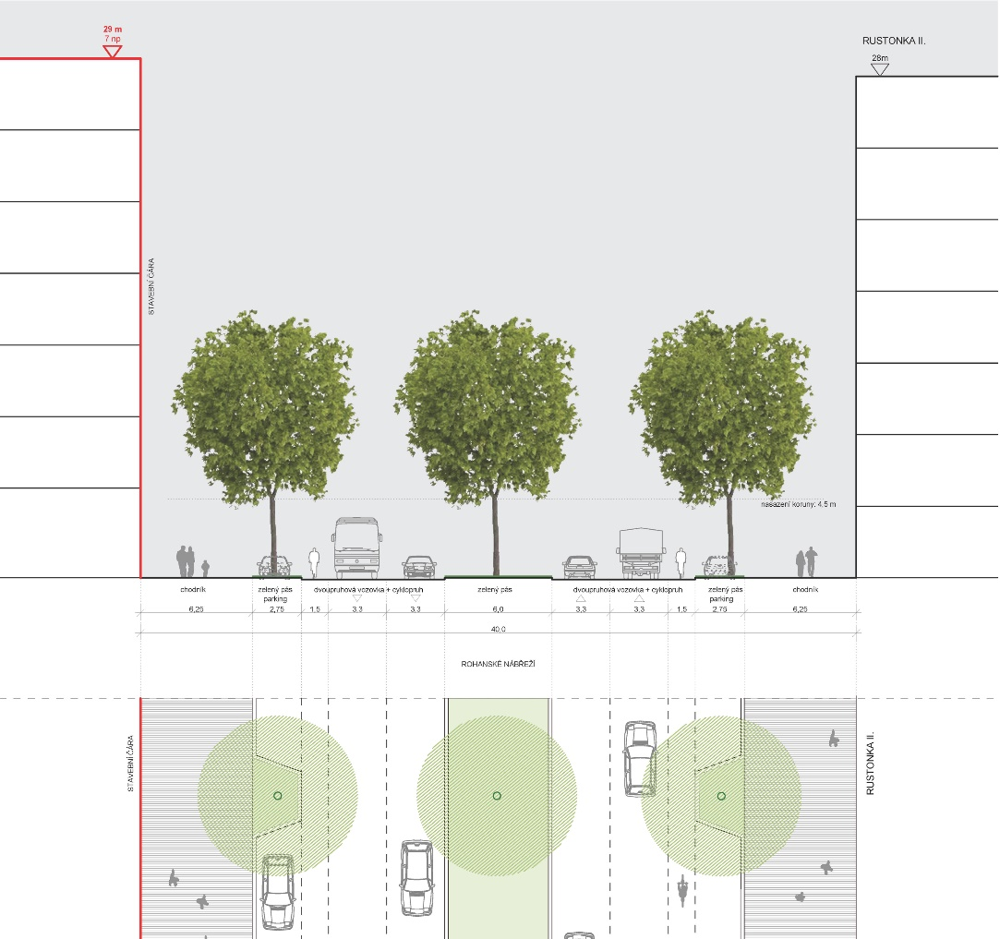 29 m
7 np
RUSTONKA II.
28m
STAVEBNÍ ČÁRA
nasazení koruny: 4,5 m
chodník
zelený pás
parking
dvoupruhová vozovka + cyklopruh
zelený pás
dvoupruhová vozovka + cyklopruh
zelený pás
parking
chodník
6,25 2,75 1,5 3,3 3,3 6,0 3,3 3,3 1,5 2,75 6,25
40,0
ROHANSKÉ NÁBŘEŽÍ
STAVEBNÍ ČÁRA
RUSTONKA II.